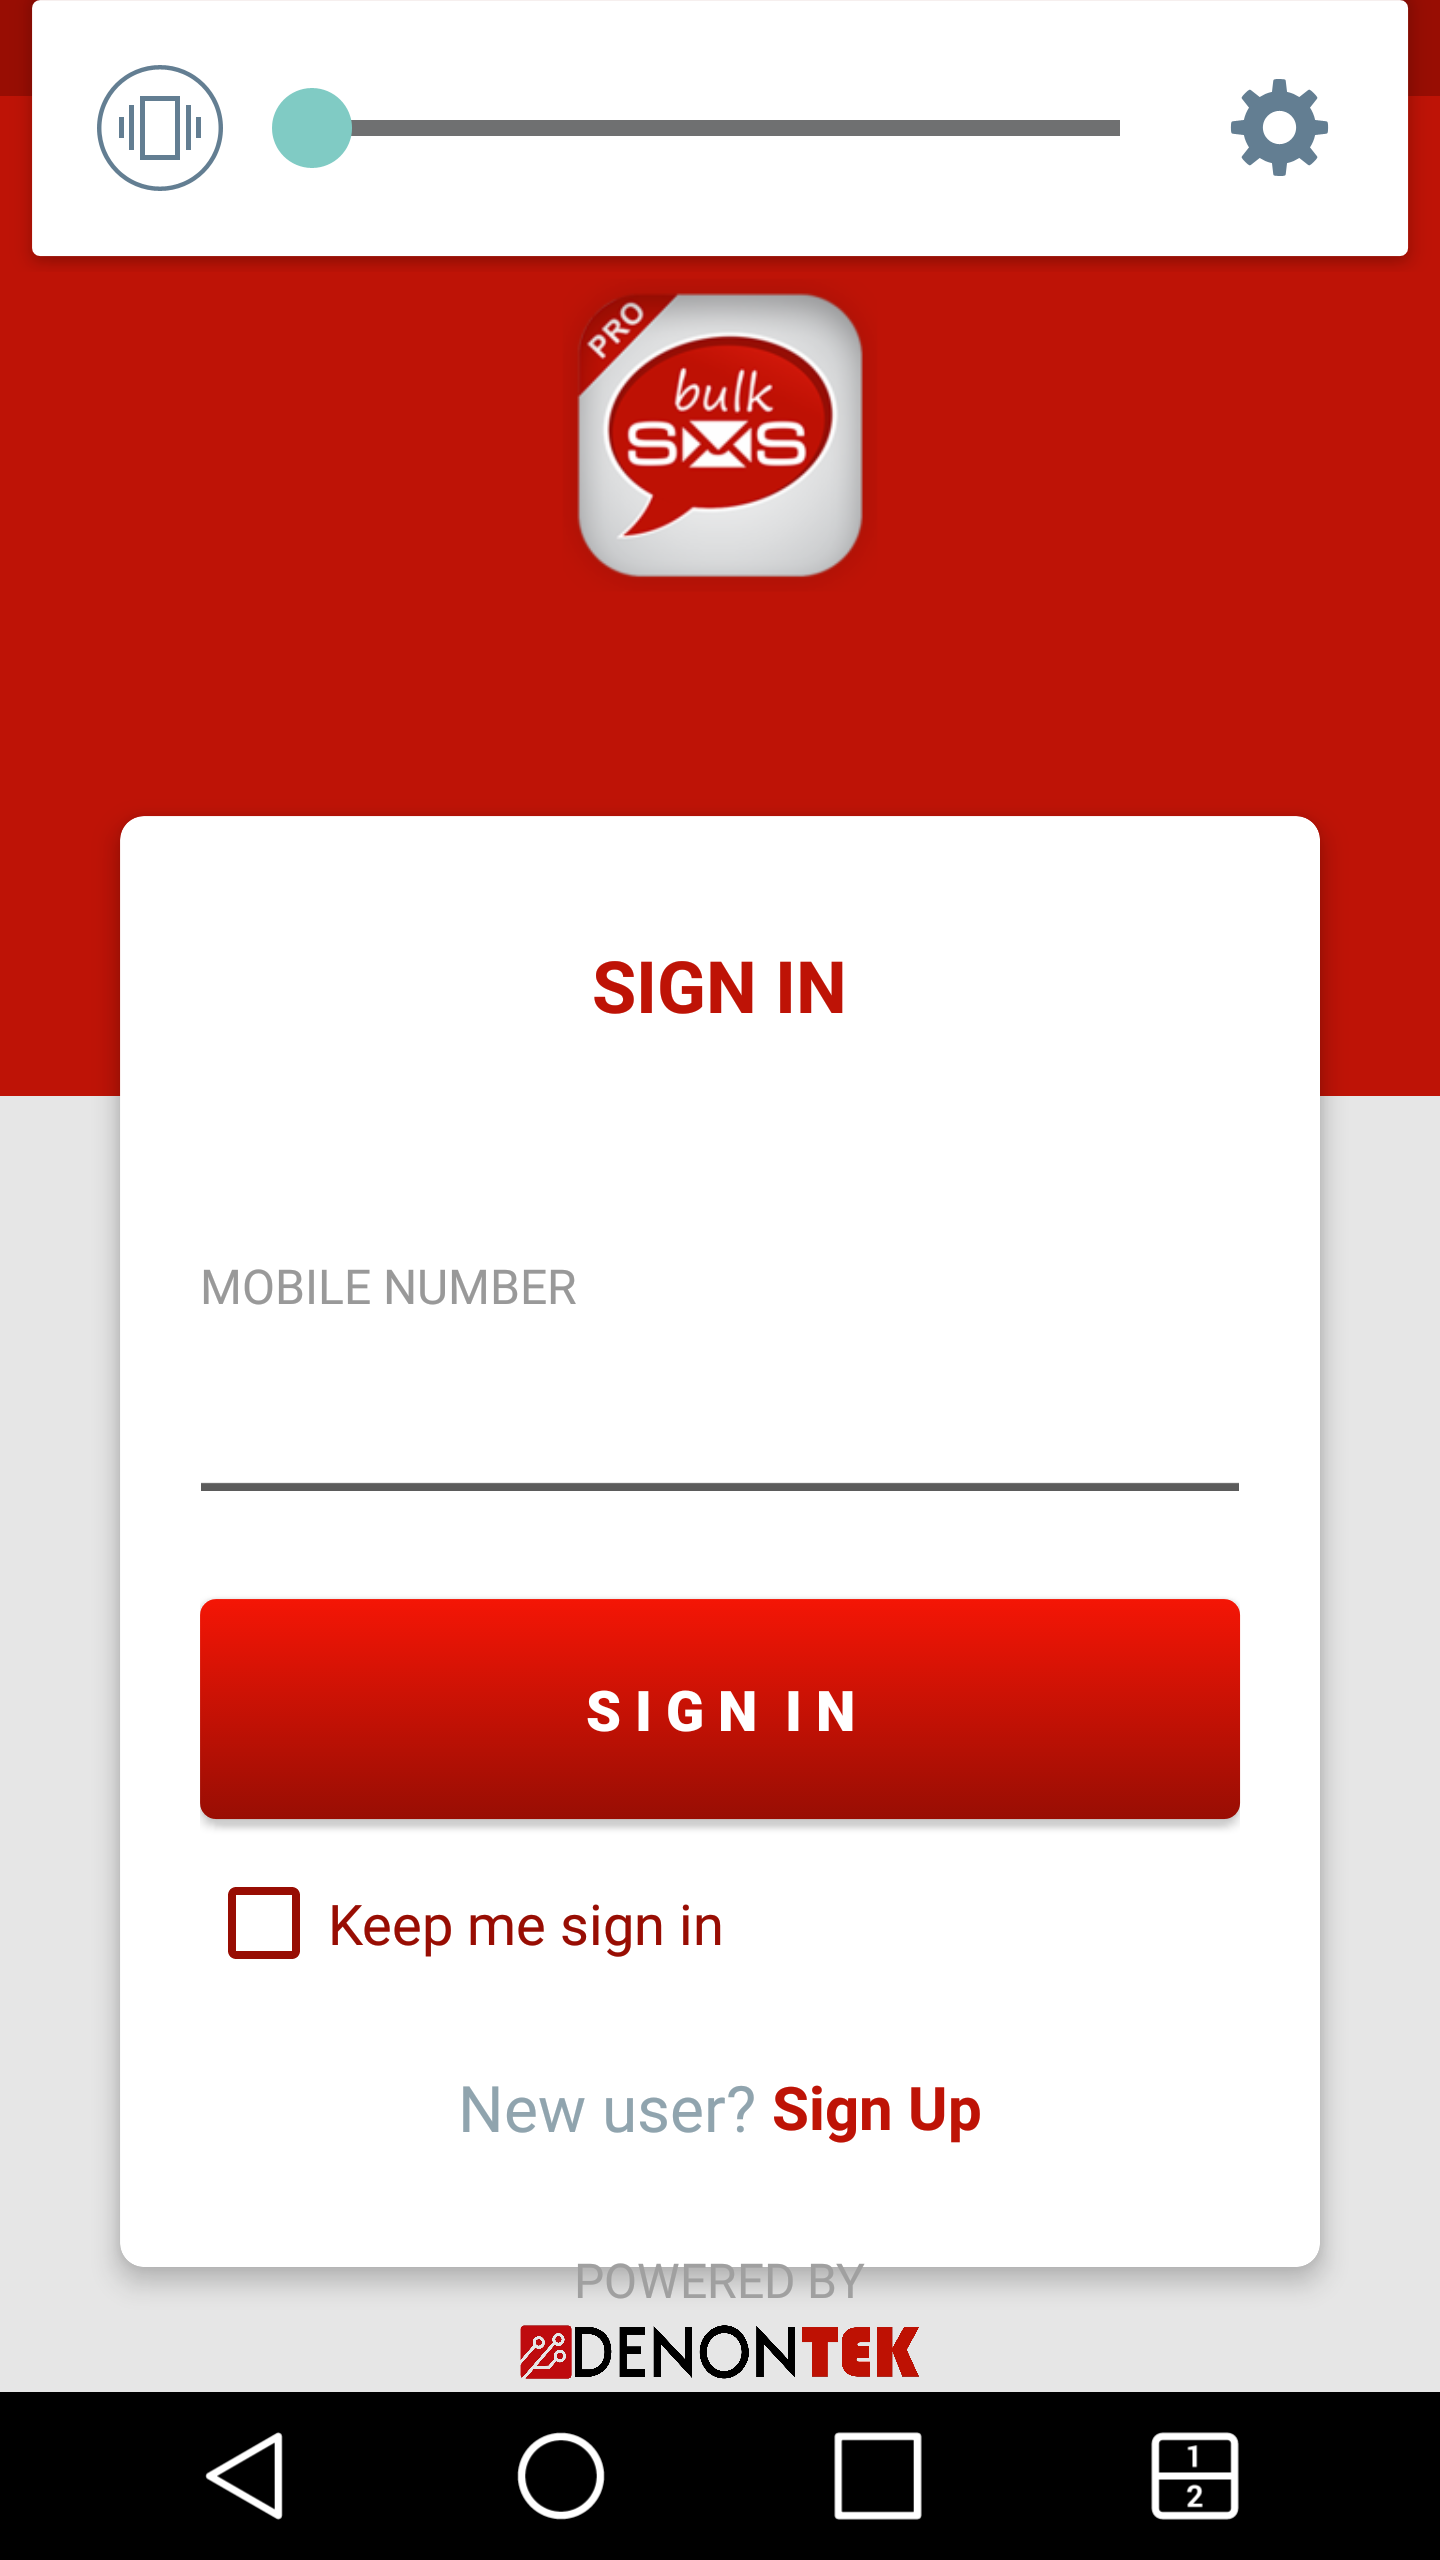 PRO
bulk
SMS
SIGN IN
MOBILE NUMBER
SIGN IN
Keep me sign in
New user? Sign Up
POWERED BY
DENONTEK
1
2